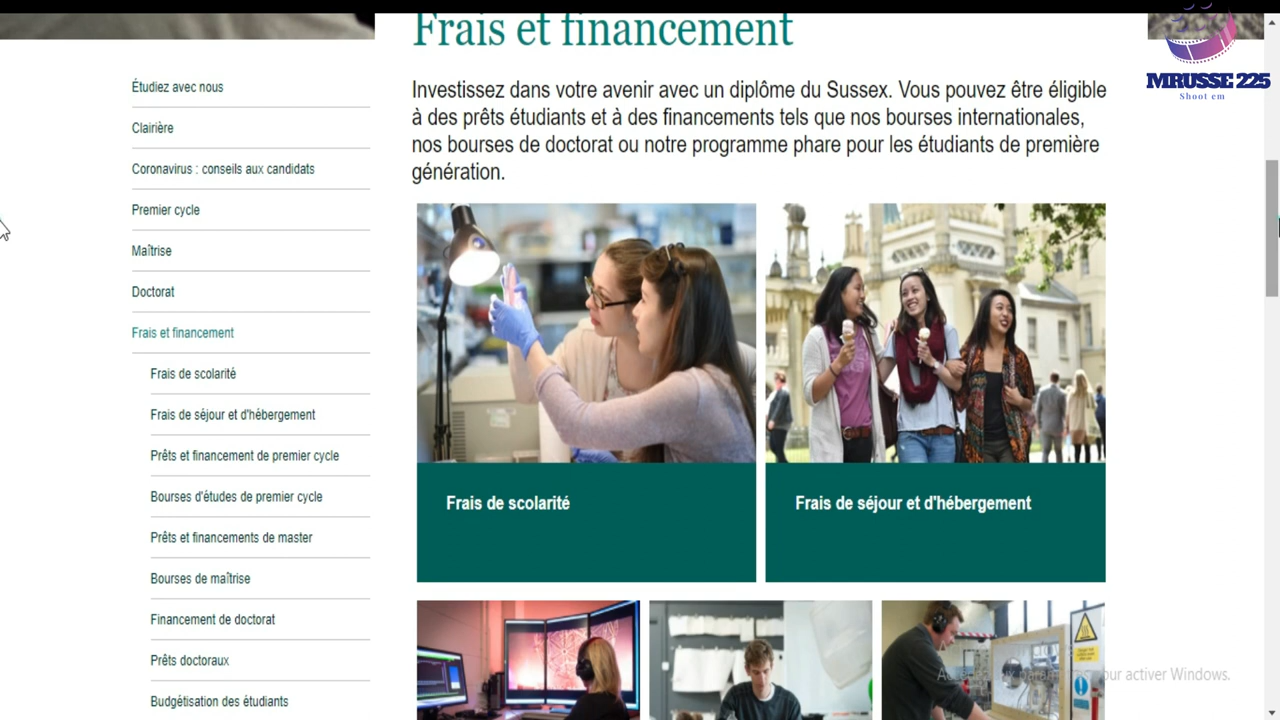 Frais et financement
MRUSSE 225
Shoot em
Étudiez avec nous
Clairière
Coronavirus : conseils aux candidats
Premier cycle
Maîtrise
Doctorat
Frais et financement
Frais de scolarité
Frais de séjour et d'hébergement
Prêts et financement de premier cycle
Bourses d'études de premier cycle
Prêts et financements de master
Bourses de maîtrise
Financement de doctorat
Prêts doctoraux
Budgétisation des étudiants
Investissez dans votre avenir avec un diplôme du Sussex. Vous pouvez être éligible
à des prêts étudiants et à des financements tels que nos bourses internationales,
nos bourses de doctorat ou notre programme phare pour les étudiants de première
génération.
Frais de scolarité
Frais de séjour et d'hébergement
pour activer Windows.